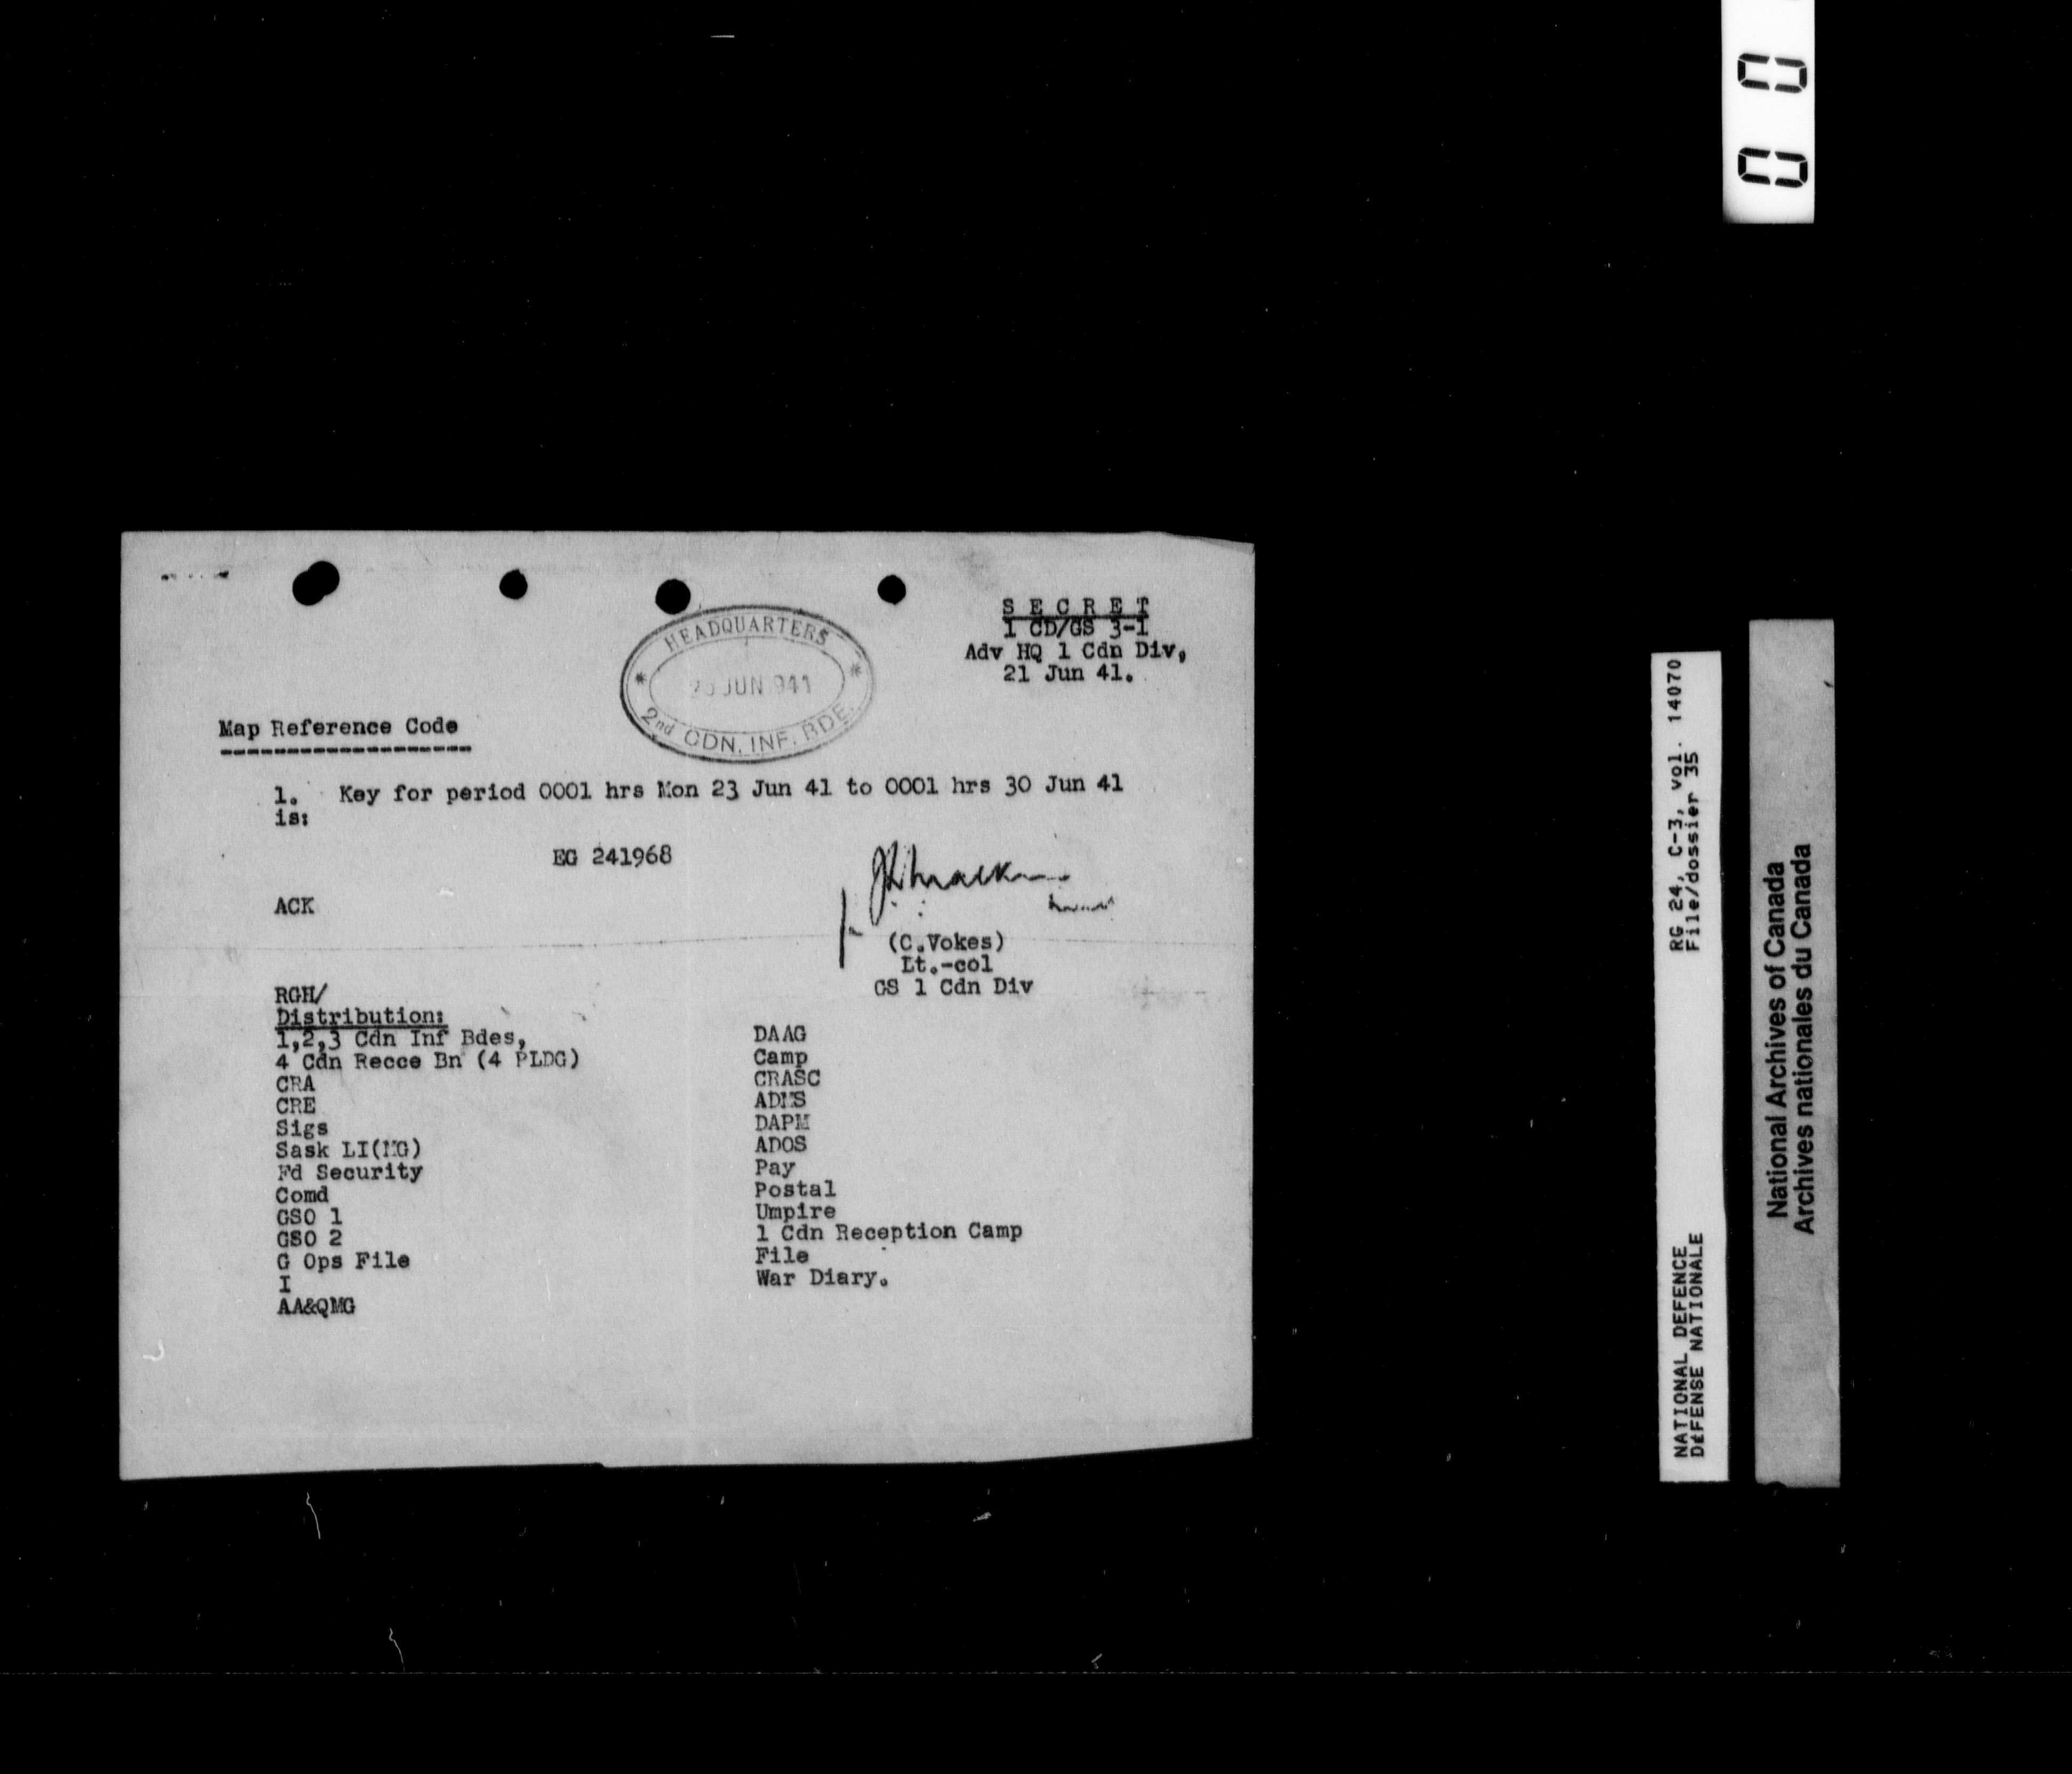 S E C R E T
1 CD/GS 3-1
Adv HQ 1 Cdn Div,
21 Jun 41.
HEADQUARTERS
JUN 941
2nd CDN. INF. BDE.
Map Reference Code
1. Key for period 0001 hrs Mon 23 Jun 41 to 0001 hrs 30 Jun 41
is:
EG 241968
ACK
(C.Vokes)
Lt.-col
GS 1 Cdn Div
RGH/
Distribution:
1,2,3 Cdn Inf Bdes,
4 Cdn Recce Bn (4 PLDG)
CRA
CRE
Sigs
Sask LI(MG)
Fd Security
Comd
GSO 1
GSO 2
G Ops File
I
AA&QMG
DAAG
Camp
CRASC
ADMS
DAPM
ADOS
Pay
Postal
Umpire
1 Cdn Reception Camp
File
War Diary.
NATIONAL DEFENCE RG 24, C-3, vol. 14070
DéFENSE NATIONALE File/dossier 35
National Archives of Canada
Archives nationales du Canada
00